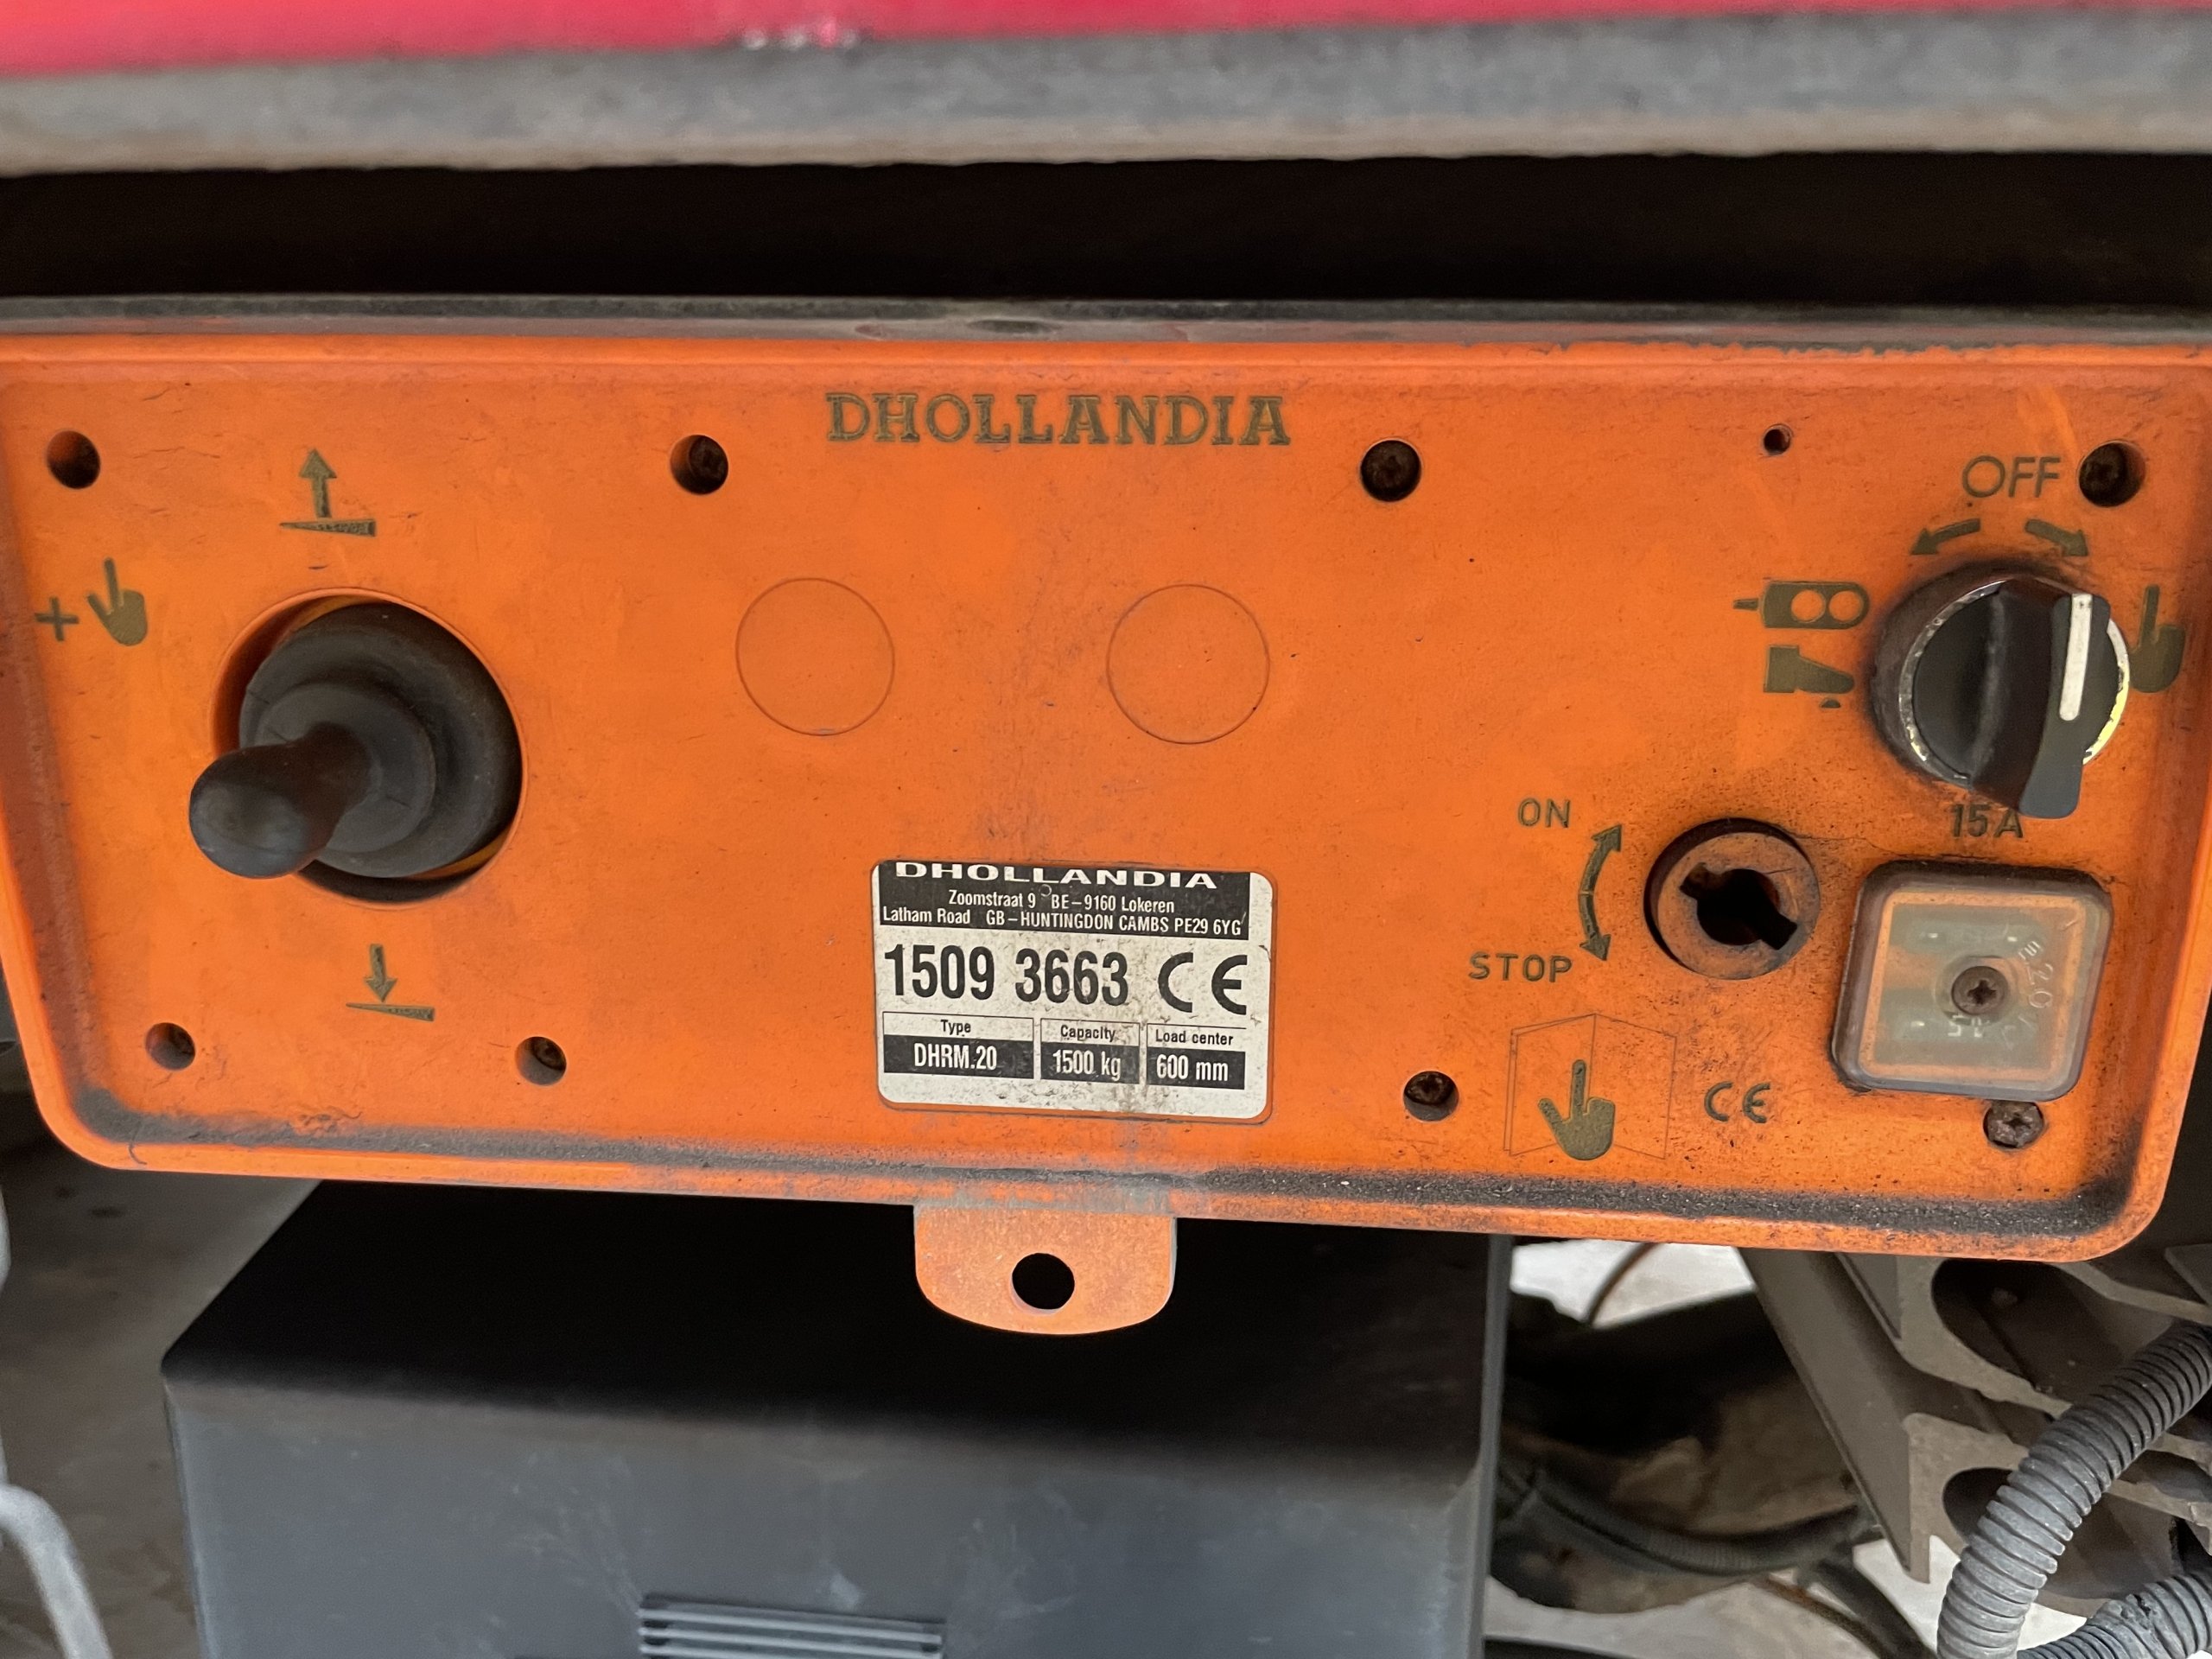 DHOLLANDIA
OFF
+
15A
ON
STOP
DHOLLANDIA
Zoomstraat 9 BE-9160 Lokeren
Latham Road GB-HUNTINGDON CAMBS PE29 6YG
1509 3663 CE
Type Capacity Load center
DHRM.20 1500 kg 600 mm
CE